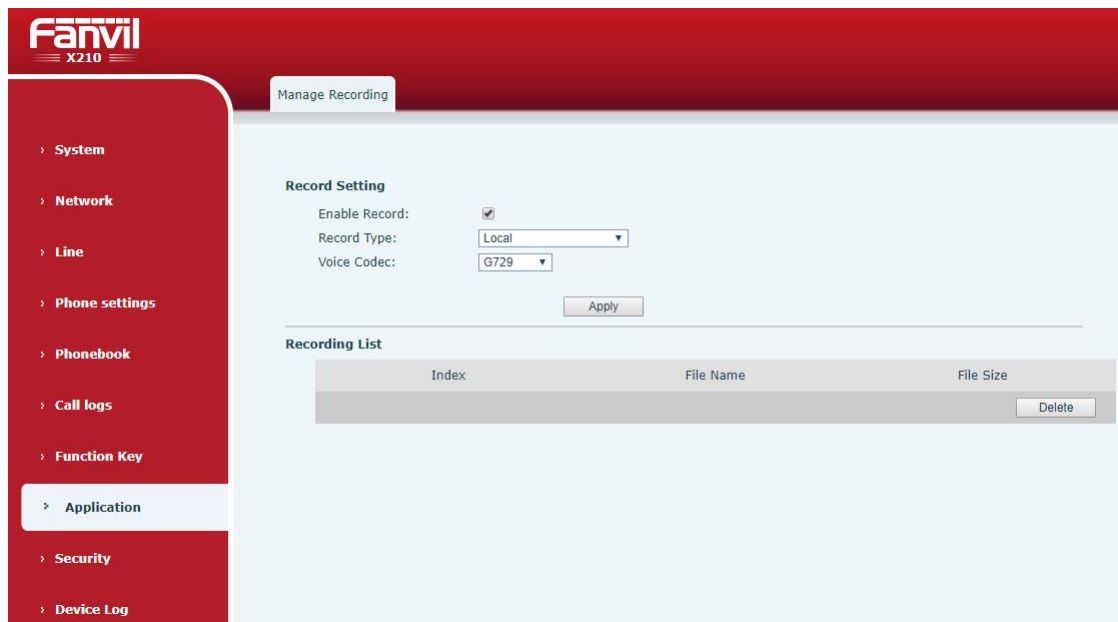 Fanvil
X210
Manage Recording
System
Network
Line
Phone settings
Phonebook
Call logs
Function Key
Application
Security
Device Log
Record Setting
Enable Record:
Record Type: Local
Voice Codec: G729
Apply
Recording List
Index File Name File Size
Delete